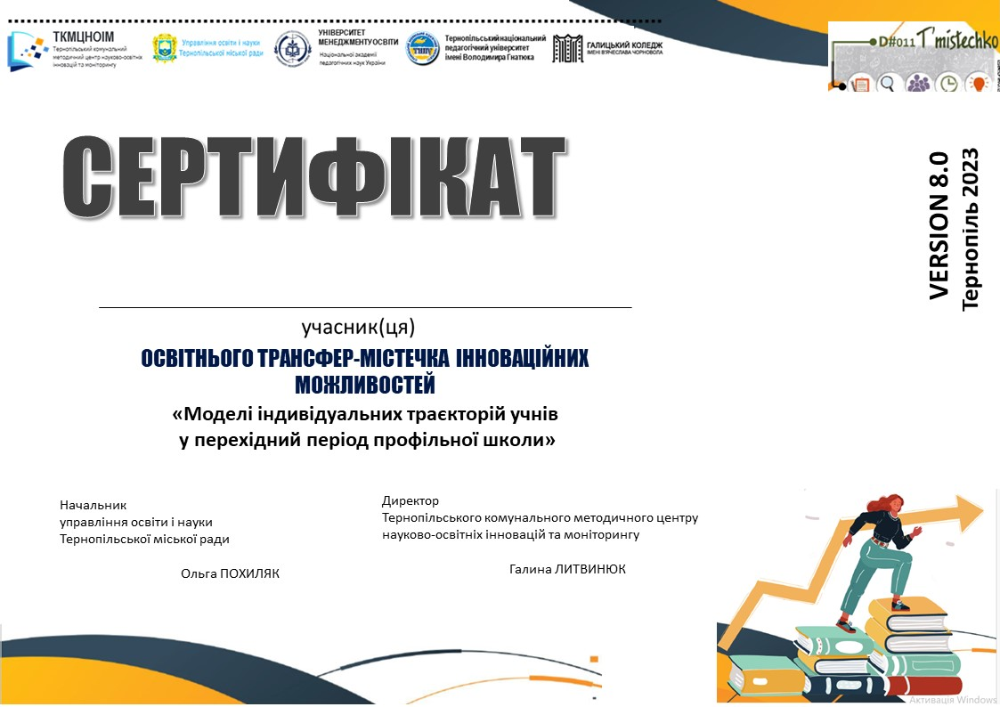 ТКМЦНОІМ
Тернопільський комунальний
методичний центр науково-освітніх
інновацій та моніторингу
Управління освіти і науки
Тернопільської міської ради
УНІВЕРСИТЕТ
МЕНЕДЖМЕНТУ ОСВІТИ
Національної академії
педагогічних наук України
ТНПУ
Тернопільський національний
педагогічний університет
імені Володимира Гнатюка
ГАЛИЦЬКИЙ КОЛЕДЖ
ІМЕНІ В'ЯЧЕСЛАВА ЧОРНОВОЛА
D#011 T'mistechko
СЕРТИФІКАТ
VERSION 8.0
Тернопіль 2023
учасник(ця)
ОСВІТНЬОГО ТРАНСФЕР-МІСТЕЧКА ІННОВАЦІЙНИХ
МОЖЛИВОСТЕЙ
«Моделі індивідуальних траєкторій учнів
у перехідний період профільної школи»
Начальник
управління освіти і науки
Тернопільської міської ради
Ольга ПОХИЛЯК
Директор
Тернопільського комунального методичного центру
науково-освітніх інновацій та моніторингу
Галина ЛИТВИНЮК
Активація Windows